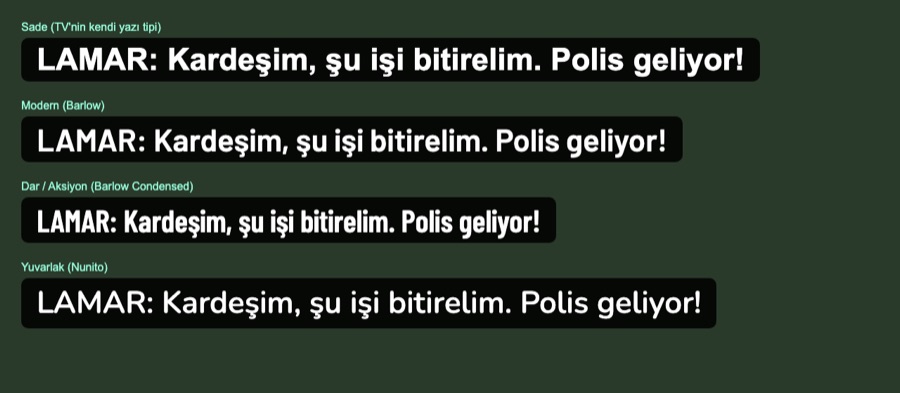 Sade (TV'nin kendi yazı tipi)
LAMAR: Kardeşim, şu işi bitirelim. Polis geliyor!
Modern (Barlow)
LAMAR: Kardeşim, şu işi bitirelim. Polis geliyor!
Dar / Aksiyon (Barlow Condensed)
LAMAR: Kardeşim, şu işi bitirelim. Polis geliyor!
Yuvarlak (Nunito)
LAMAR: Kardeşim, şu işi bitirelim. Polis geliyor!